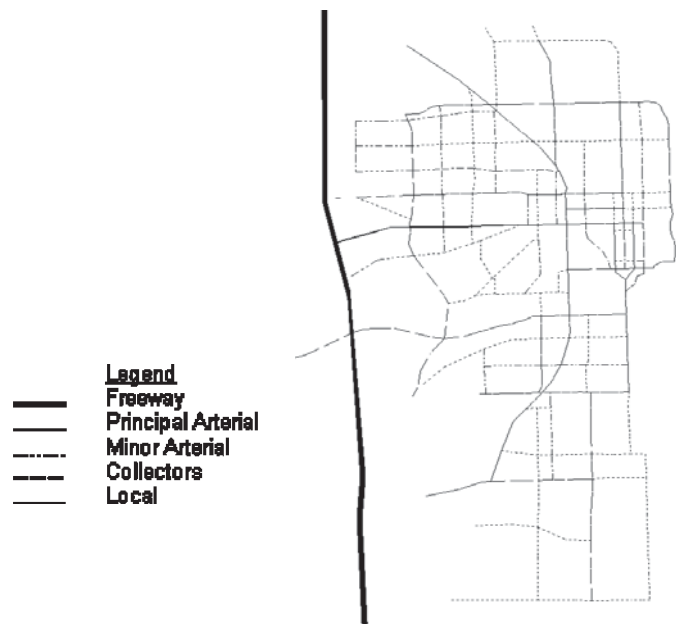 Legend
Freeway
Principal Arterial
Minor Arterial
Collectors
Local